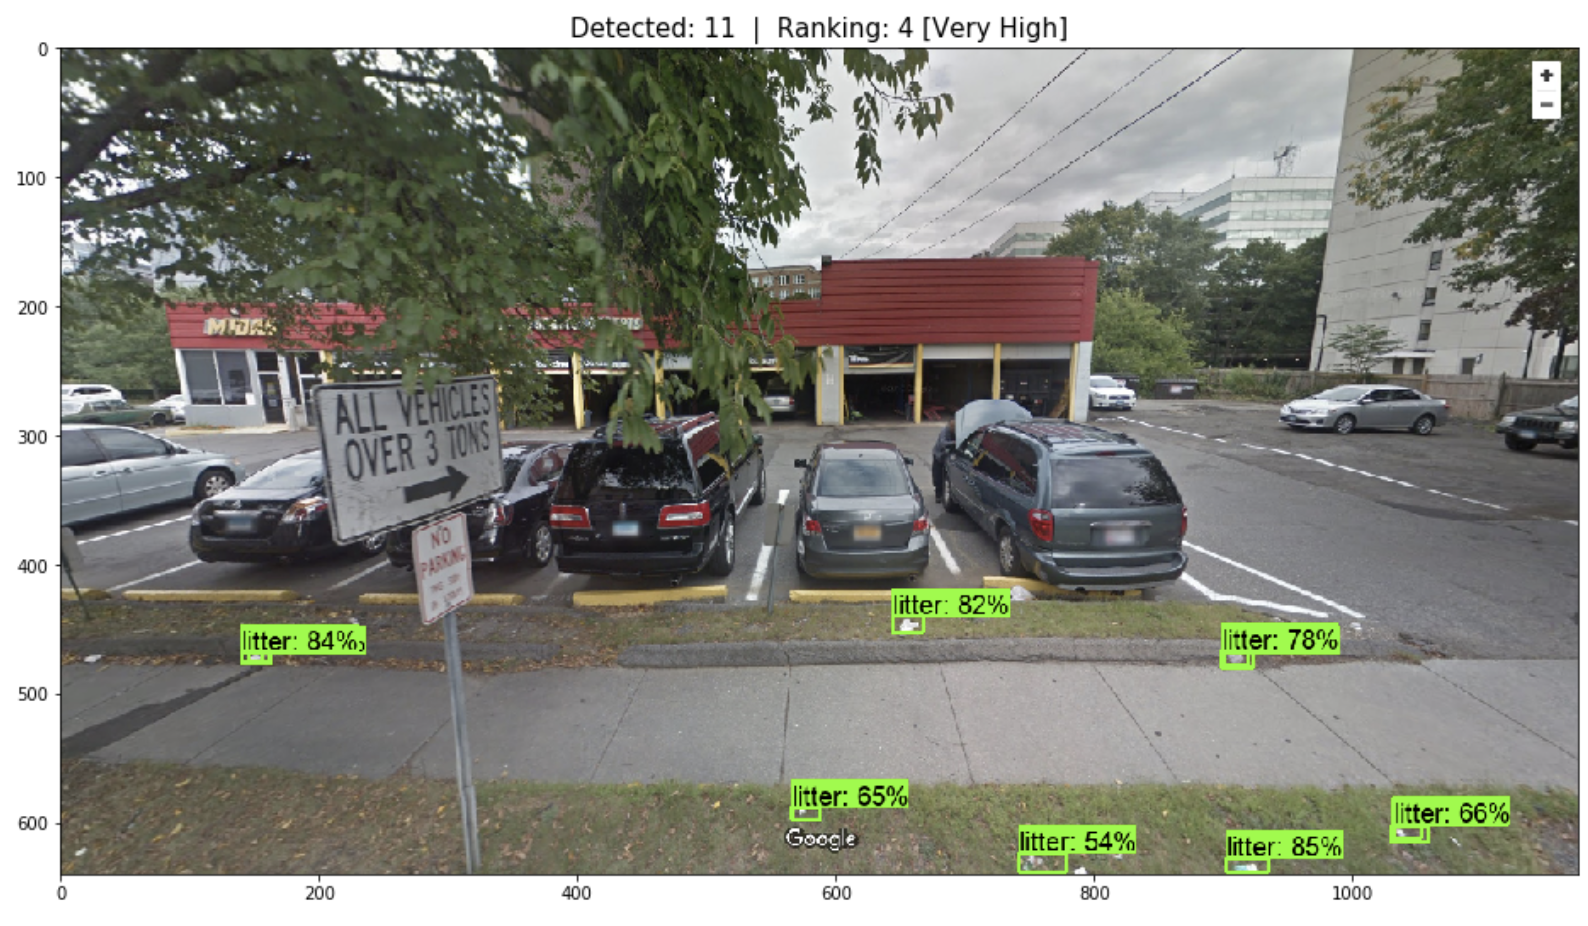 Detected: 11 | Ranking: 4 [Very High]
0
100
200
300
400
500
600
0
200
400
600
800
1000
+
−
MIDAS
ALL VEHICLES
OVER 3 TONS
NO
PARKING
litter: 82%
litter: 84%
litter: 78%
litter: 65%
Google
litter: 54%
litter: 85%
litter: 66%